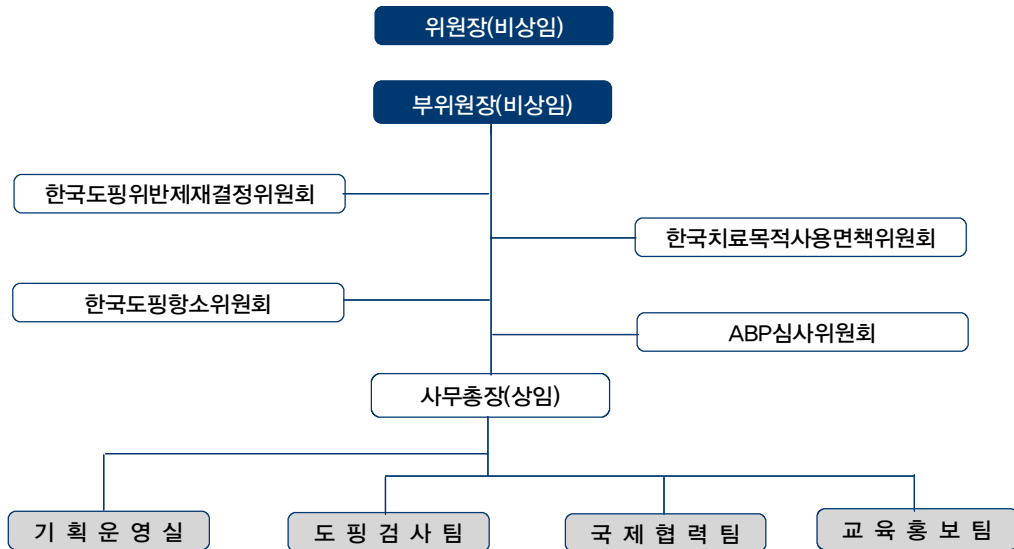 위원장(비상임)
부위원장(비상임)
한국도핑위반제재결정위원회
한국치료목적사용면책위원회
한국도핑항소위원회
ABP심사위원회
사무총장(상임)
기 획 운 영 실
도 핑 검 사 팀
국 제 협 력 팀
교 육 홍 보 팀